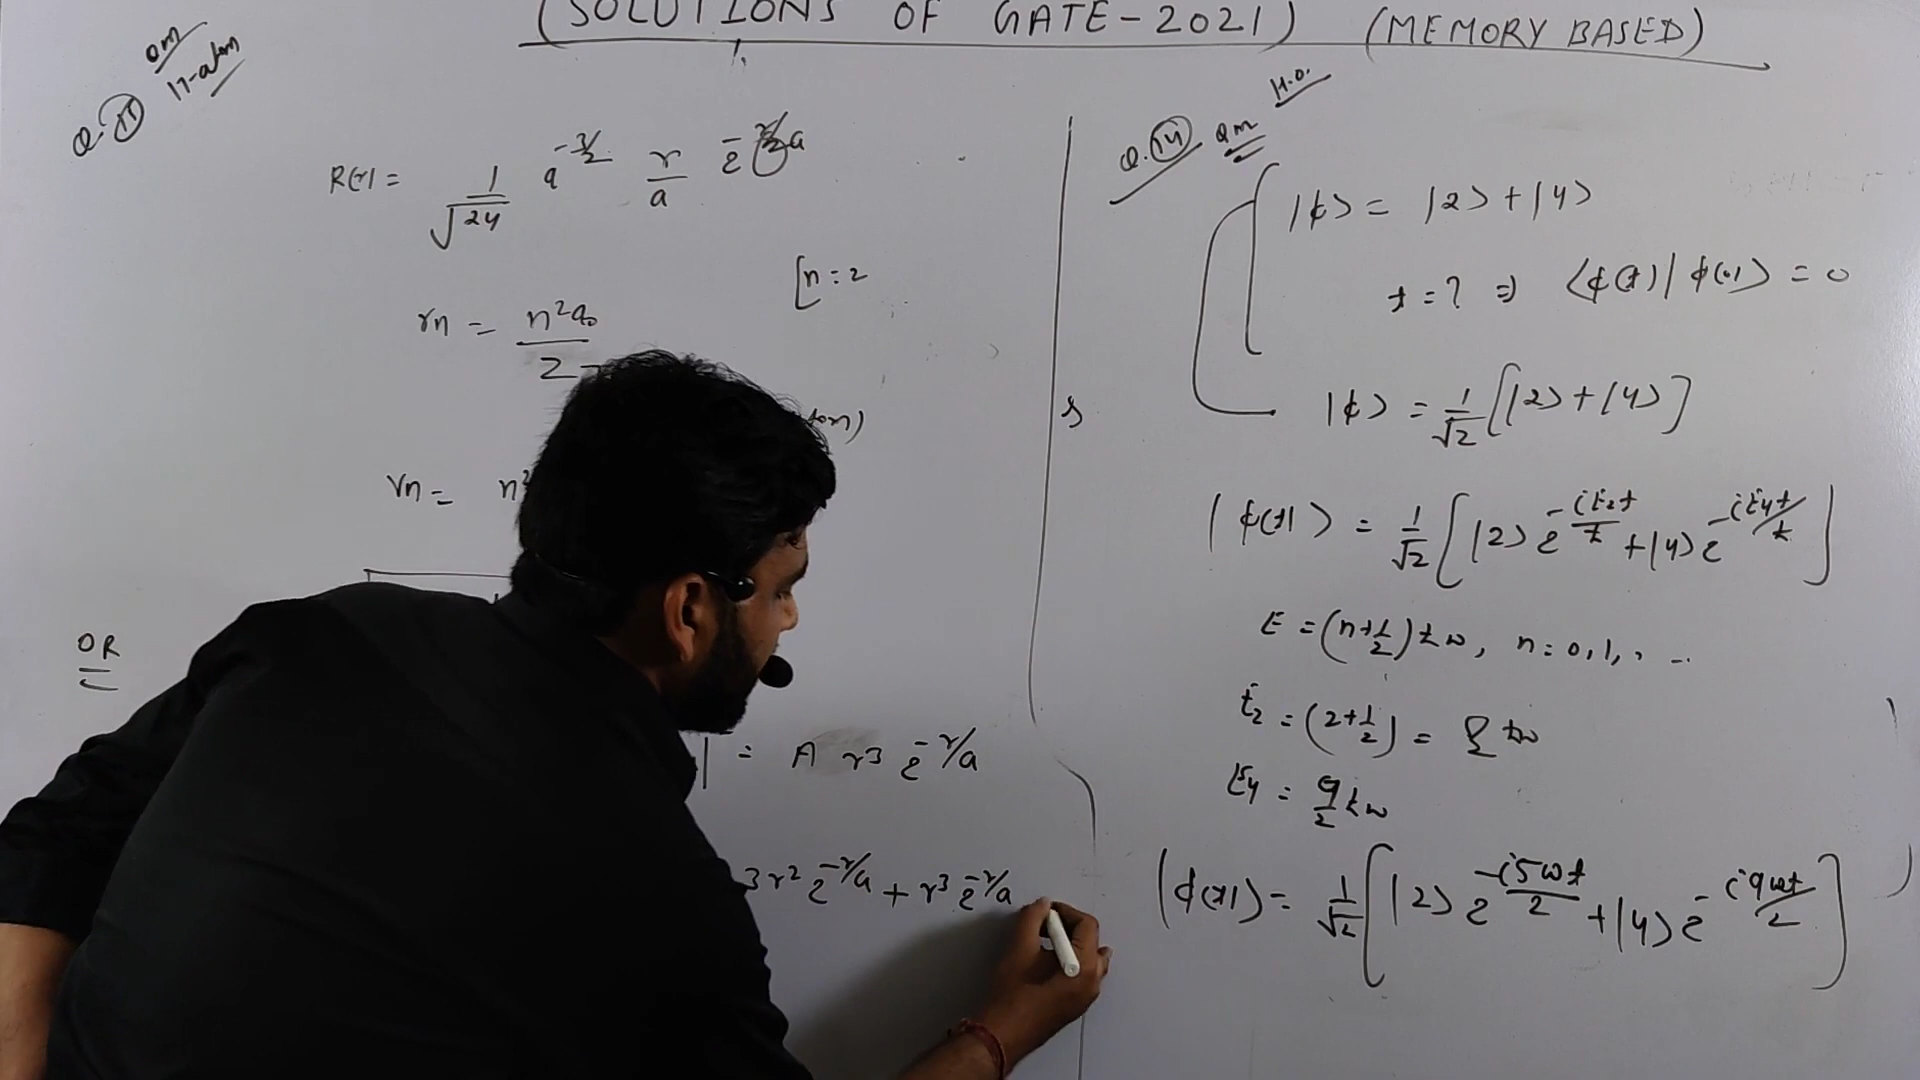 (SOLUTIONS OF GATE-2021) (MEMORY BASED)
Q. 11 QM H-atom
R(r) = 1/√24 a^-3/2 r/a e^-r/2a
[n = 2
rn = n²a₀/Z
tom)
rn = n²
OR
= A r³ e^-r/a
3r² e^-r/a + r³ e^-r/a
Q. 14 QM H.O.
|ϕ> = |2> + |4>
t = ? ⇒ <ϕ(t)|ϕ(0)> = 0
|ϕ> = 1/√2 [|2> + |4>]
|ϕ(t)> = 1/√2 [|2> e^-iE₂t/ħ + |4> e^-iE₄t/ħ]
E = (n + 1/2)ħω, n = 0, 1, , ...
E₂ = (2 + 1/2) = 5/2 ħω
E₄ = 9/2 ħω
|ϕ(t)> = 1/√2 [|2> e^-i5ωt/2 + |4> e^-i9ωt/2]